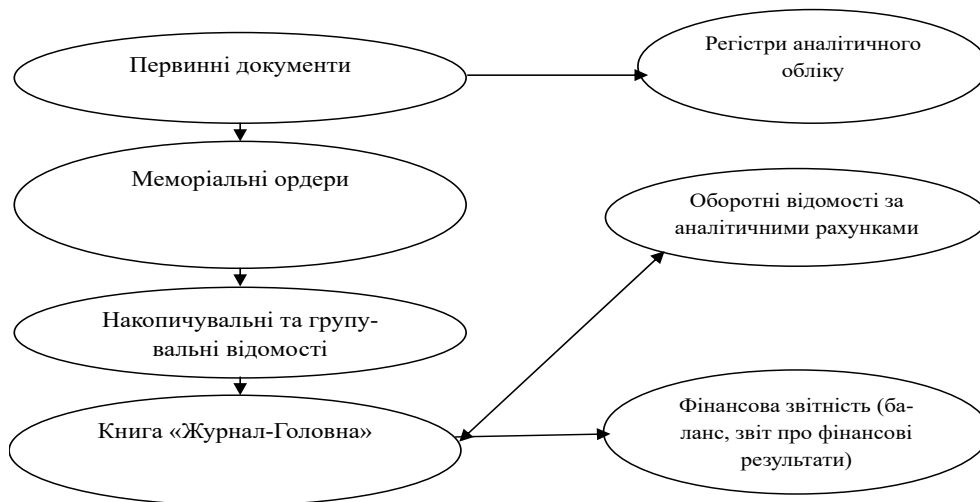 Первинні документи
Регістри аналітичного
обліку
Меморіальні ордери
Оборотні відомості за
аналітичними рахунками
Накопичувальні та групу-
вальні відомості
Книга «Журнал-Головна»
Фінансова звітність (ба-
ланс, звіт про фінансові
результати)